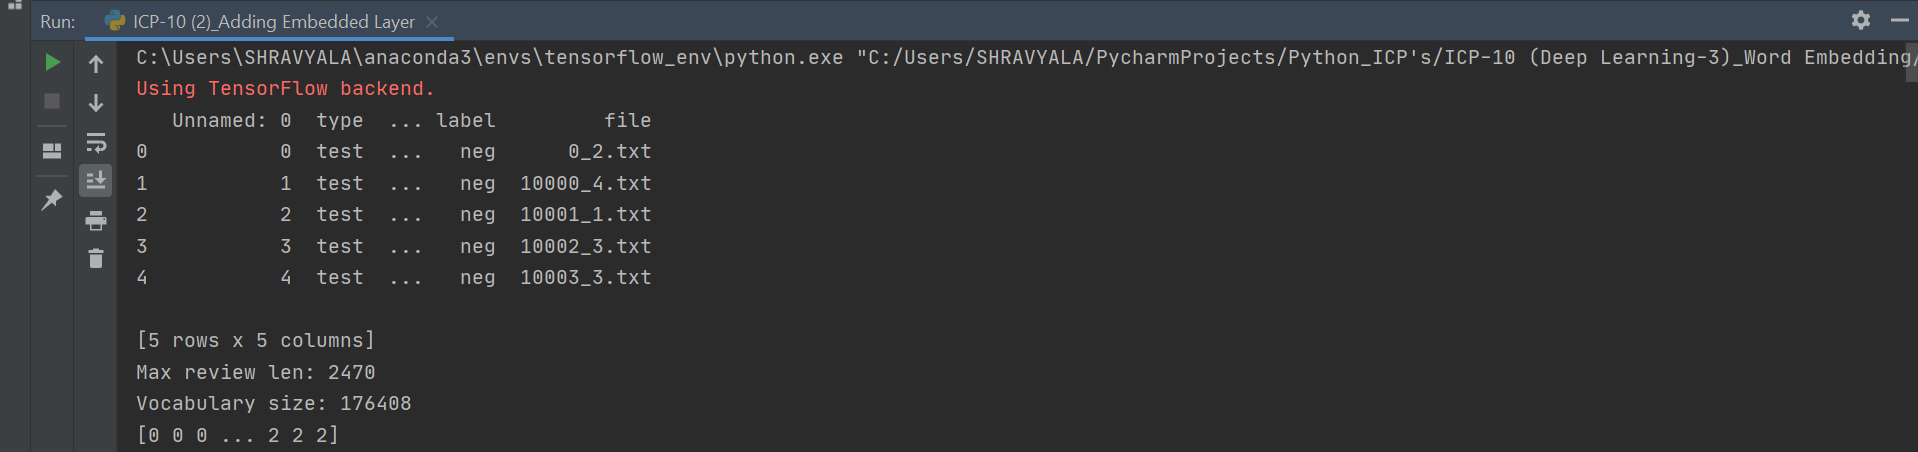 Run: ICP-10 (2)_Adding Embedded Layer
C:\Users\SHRAVYALA\anaconda3\envs\tensorflow_env\python.exe "C:/Users/SHRAVYALA/PycharmProjects/Python_ICP's/ICP-10 (Deep Learning-3)_Word Embedding/
Using TensorFlow backend.
   Unnamed: 0  type  ... label         file
0           0  test  ...   neg      0_2.txt
1           1  test  ...   neg  10000_4.txt
2           2  test  ...   neg  10001_1.txt
3           3  test  ...   neg  10002_3.txt
4           4  test  ...   neg  10003_3.txt
[5 rows x 5 columns]
Max review len: 2470
Vocabulary size: 176408
[0 0 0 ... 2 2 2]